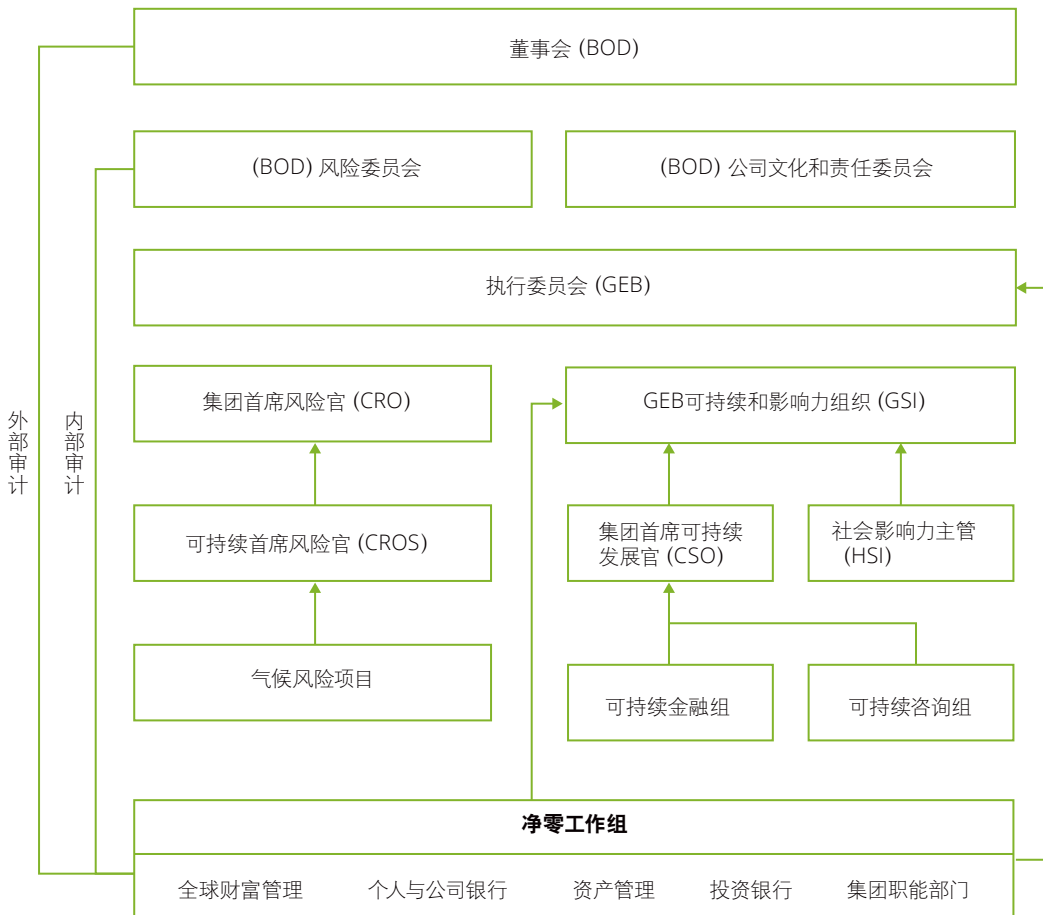 董事会 (BOD)
(BOD) 风险委员会
(BOD) 公司文化和责任委员会
执行委员会 (GEB)
外部审计
内部审计
集团首席风险官 (CRO)
GEB可持续和影响力组织 (GSI)
可持续首席风险官 (CROS)
集团首席可持续
发展官 (CSO)
社会影响力主管
(HSI)
气候风险项目
可持续金融组
可持续咨询组
净零工作组
全球财富管理
个人与公司银行
资产管理
投资银行
集团职能部门